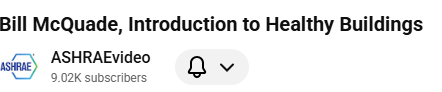 Bill McQuade, Introduction to Healthy Buildings
ASHRAE
ASHRAEvideo
9.02K subscribers